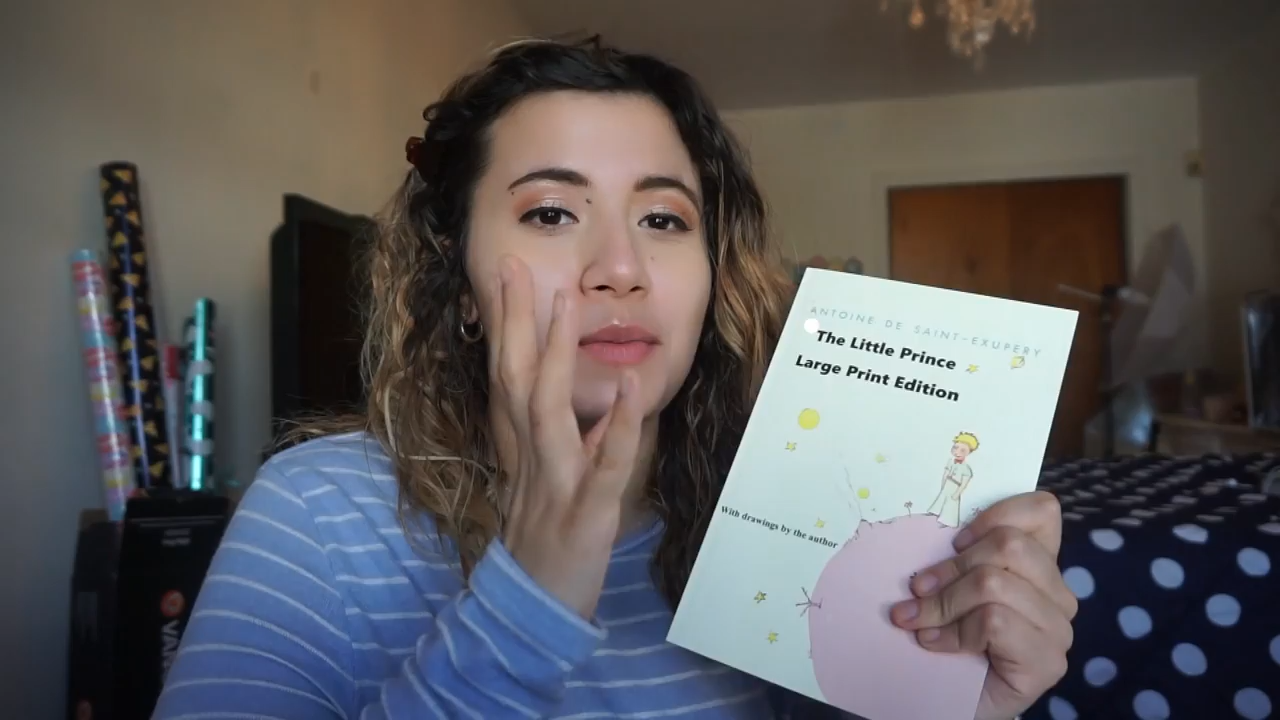 ANTOINE DE SAINT-EXUPERY
The Little Prince
Large Print Edition
With drawings by the author